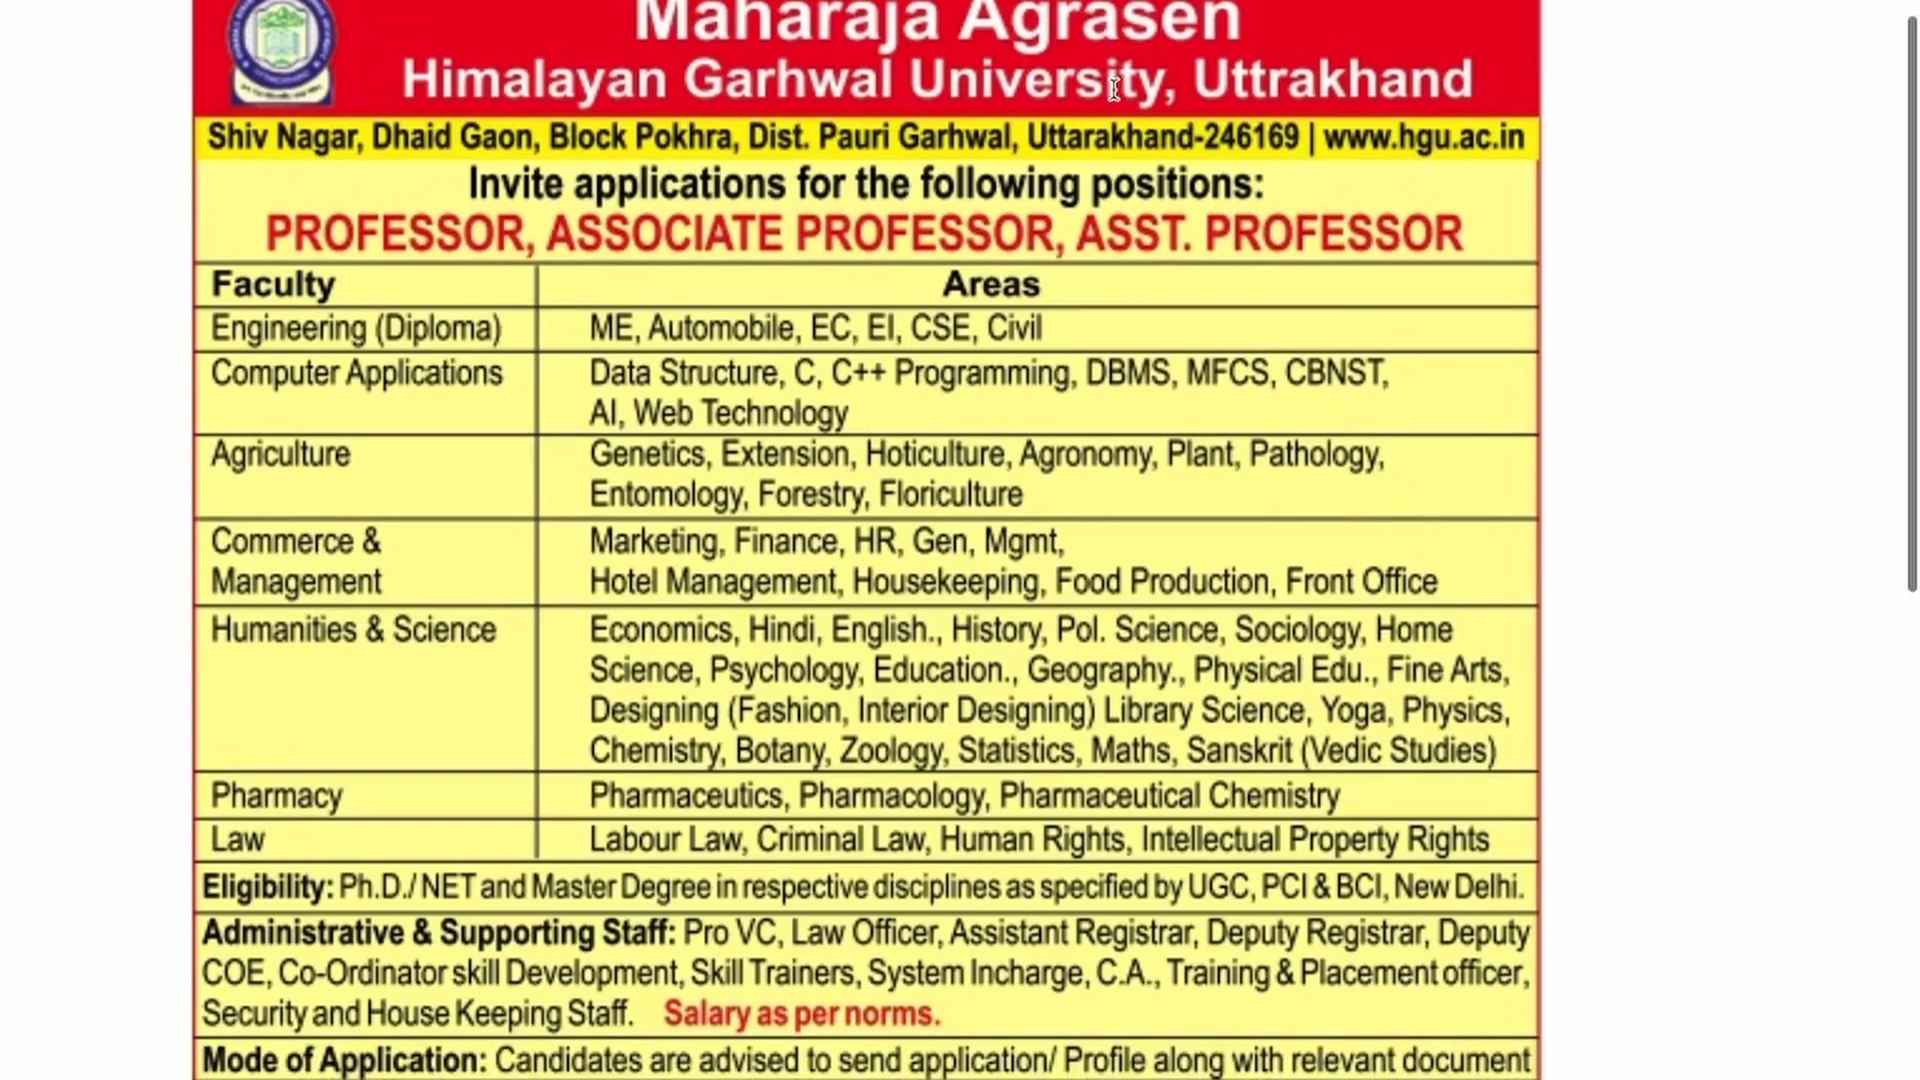 Maharaja Agrasen
Himalayan Garhwal University, Uttrakhand
Shiv Nagar, Dhaid Gaon, Block Pokhra, Dist. Pauri Garhwal, Uttarakhand-246169 | www.hgu.ac.in
Invite applications for the following positions:
PROFESSOR, ASSOCIATE PROFESSOR, ASST. PROFESSOR
Faculty Areas
Engineering (Diploma) ME, Automobile, EC, EI, CSE, Civil
Computer Applications Data Structure, C, C++ Programming, DBMS, MFCS, CBNST,
AI, Web Technology
Agriculture Genetics, Extension, Hoticulture, Agronomy, Plant, Pathology,
Entomology, Forestry, Floriculture
Commerce & Marketing, Finance, HR, Gen, Mgmt,
Management Hotel Management, Housekeeping, Food Production, Front Office
Humanities & Science Economics, Hindi, English., History, Pol. Science, Sociology, Home
Science, Psychology, Education., Geography., Physical Edu., Fine Arts,
Designing (Fashion, Interior Designing) Library Science, Yoga, Physics,
Chemistry, Botany, Zoology, Statistics, Maths, Sanskrit (Vedic Studies)
Pharmacy Pharmaceutics, Pharmacology, Pharmaceutical Chemistry
Law Labour Law, Criminal Law, Human Rights, Intellectual Property Rights
Eligibility: Ph.D./ NET and Master Degree in respective disciplines as specified by UGC, PCI & BCI, New Delhi.
Administrative & Supporting Staff: Pro VC, Law Officer, Assistant Registrar, Deputy Registrar, Deputy
COE, Co-Ordinator skill Development, Skill Trainers, System Incharge, C.A., Training & Placement officer,
Security and House Keeping Staff. Salary as per norms.
Mode of Application: Candidates are advised to send application/ Profile along with relevant document